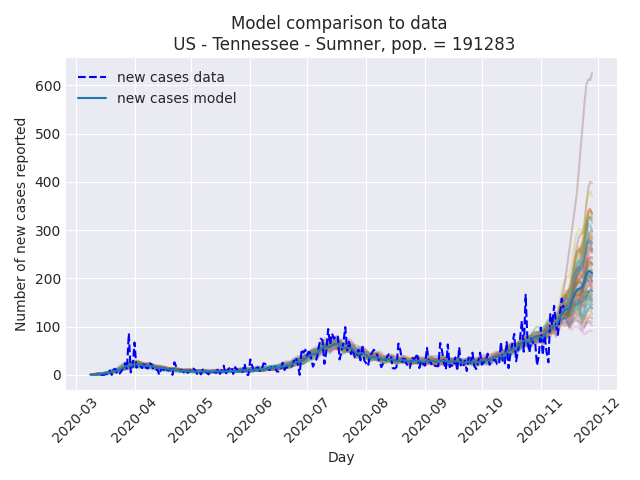 Model comparison to data
US - Tennessee - Sumner, pop. = 191283
new cases data
new cases model
Number of new cases reported
600
500
400
300
200
100
0
2020-03
2020-04
2020-05
2020-06
2020-07
2020-08
2020-09
2020-10
2020-11
2020-12
Day